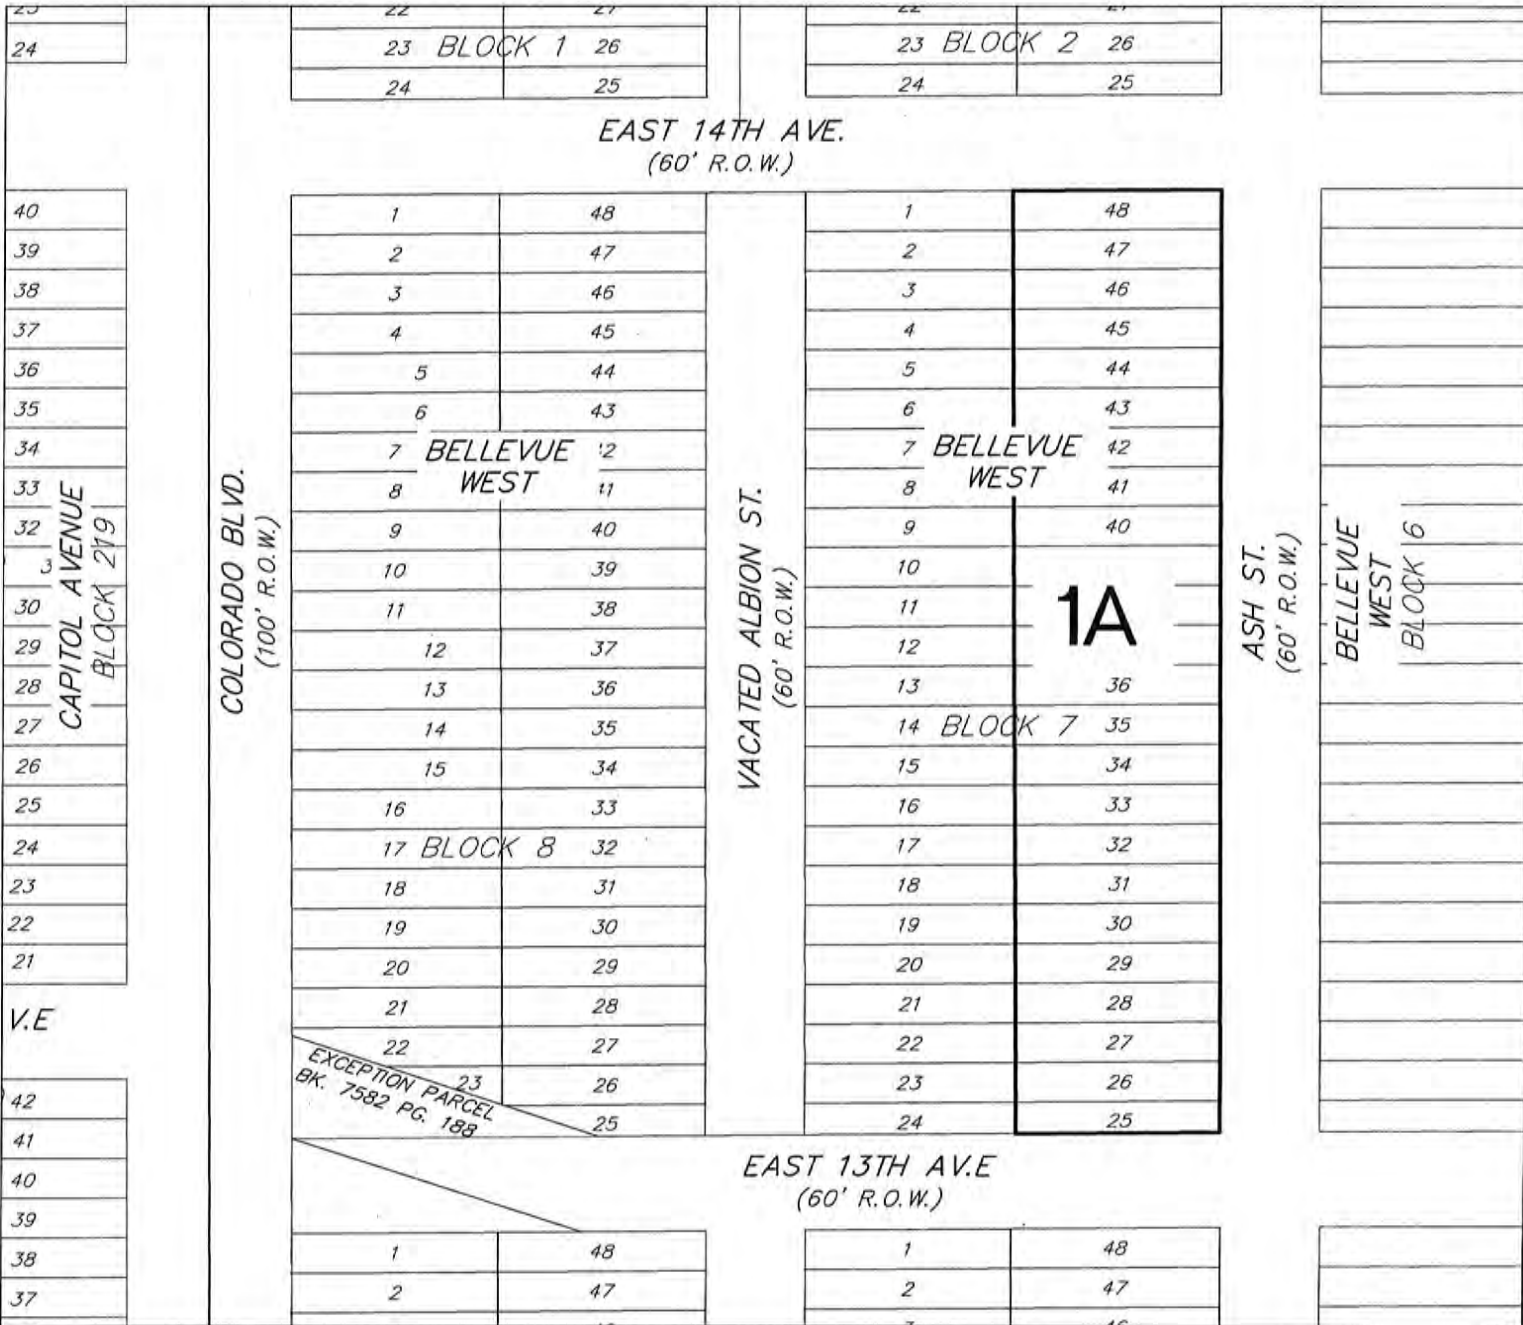 24
23 BLOCK 1 26
24 25
23 BLOCK 2 26
24 25
EAST 14TH AVE.
(60' R.O.W.)
40
39
38
37
36
35
34
33
32
3
30
29
28
27
26
25
24
23
22
21
CAPITOL AVENUE
BLOCK 219
V.E
42
41
40
39
38
37
COLORADO BLVD.
(100' R.O.W.)
1 48
2 47
3 46
4 45
5 44
6 43
7 BELLEVUE '2
8 WEST 41
9 40
10 39
11 38
12 37
13 36
14 35
15 34
16 33
17 BLOCK 8 32
18 31
19 30
20 29
21 28
22 27
23 26
25
EXCEPTION PARCEL
BK. 7582 PG. 188
VACATED ALBION ST.
(60' R.O.W.)
1 48
2 47
3 46
4 45
5 44
6 43
7 BELLEVUE 42
8 WEST 41
9 40
10
11
12
1A
13 36
14 BLOCK 7 35
15 34
16 33
17 32
18 31
19 30
20 29
21 28
22 27
23 26
24 25
ASH ST.
(60' R.O.W.)
BELLEVUE
WEST
BLOCK 6
EAST 13TH AV.E
(60' R.O.W.)
1 48
2 47
1 48
2 47